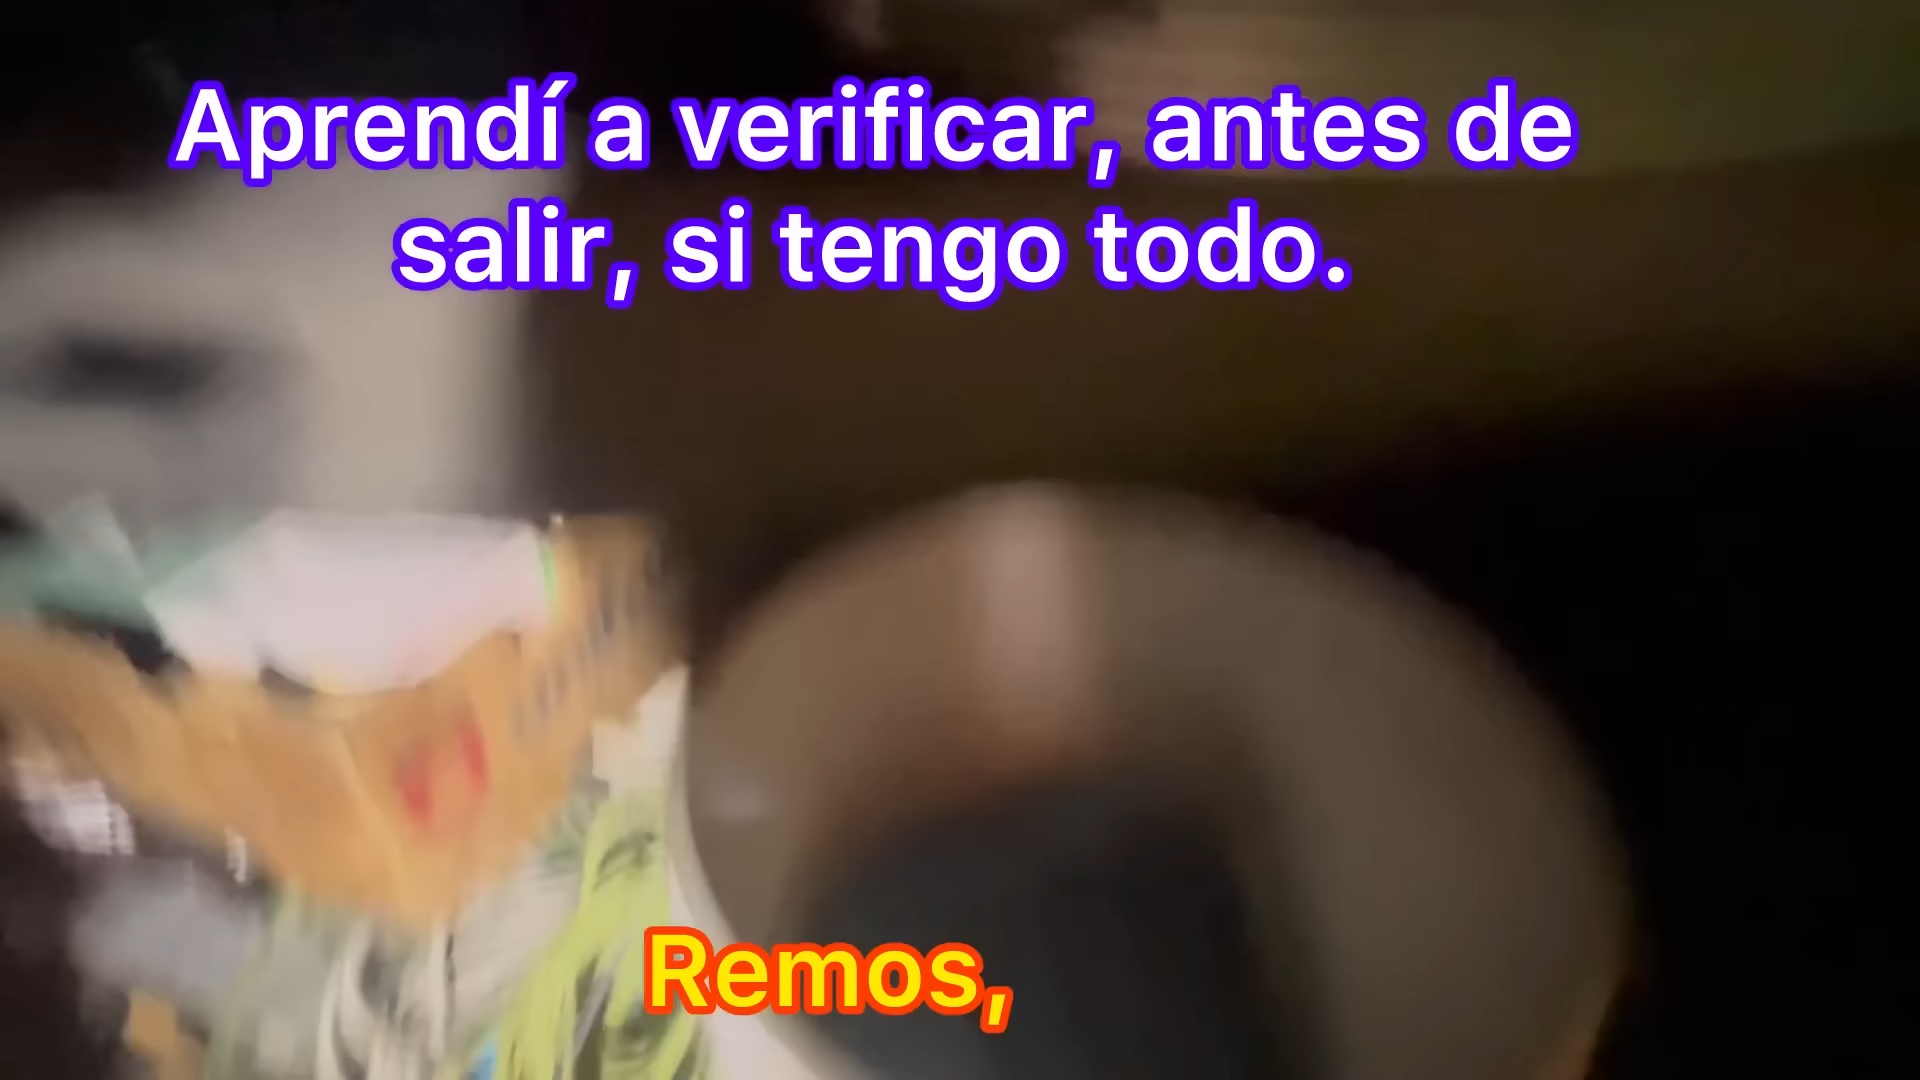 Aprendí a verificar, antes de
salir, si tengo todo.
Remos,